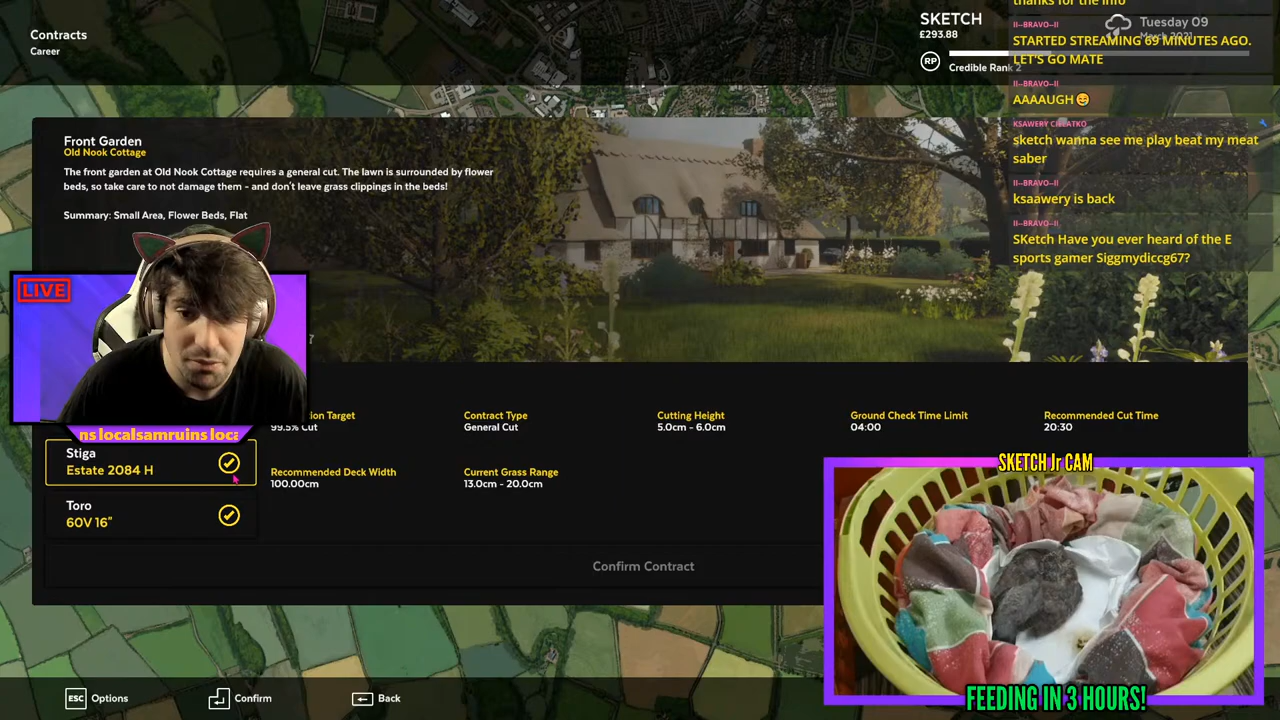 Contracts
Career
SKETCH
£293.88
RP
Credible Rank 2
Tuesday 09
thanks for the info
II--BRAVO--II
STARTED STREAMING 69 MINUTES AGO.
LET'S GO MATE
II--BRAVO--II
AAAAUGH😄
sketch wanna see me play beat my meat
saber
II--BRAVO--II
ksaawery is back
II--BRAVO--II
SKetch Have you ever heard of the E
sports gamer Siggmydiccg67?
Front Garden
Old Nook Cottage
The front garden at Old Nook Cottage requires a general cut. The lawn is surrounded by flower
beds, so take care to not damage them - and don't leave grass clippings in the beds!
Summary: Small Area, Flower Beds, Flat
LIVE
ns localsamruins loca
ion Target
99.5% Cut
Contract Type
General Cut
Cutting Height
5.0cm - 6.0cm
Ground Check Time Limit
04:00
Recommended Cut Time
20:30
Stiga
Estate 2084 H
Recommended Deck Width
100.00cm
Current Grass Range
13.0cm - 20.0cm
Toro
60V 16"
Confirm Contract
SKETCH Jr CAM
FEEDING IN 3 HOURS!
ESC Options
Confirm
Back